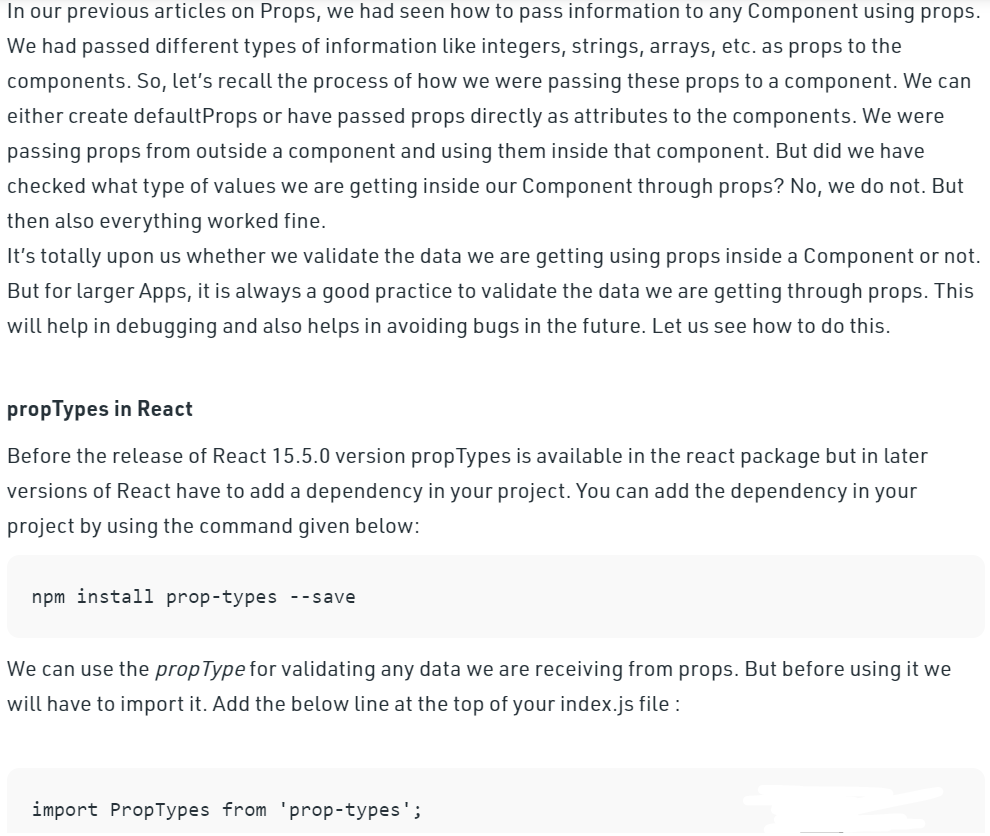 In our previous articles on Props, we had seen how to pass information to any Component using props.
We had passed different types of information like integers, strings, arrays, etc. as props to the
components. So, let’s recall the process of how we were passing these props to a component. We can
either create defaultProps or have passed props directly as attributes to the components. We were
passing props from outside a component and using them inside that component. But did we have
checked what type of values we are getting inside our Component through props? No, we do not. But
then also everything worked fine.
It’s totally upon us whether we validate the data we are getting using props inside a Component or not.
But for larger Apps, it is always a good practice to validate the data we are getting through props. This
will help in debugging and also helps in avoiding bugs in the future. Let us see how to do this.
propTypes in React
Before the release of React 15.5.0 version propTypes is available in the react package but in later
versions of React have to add a dependency in your project. You can add the dependency in your
project by using the command given below:
npm install prop-types --save
We can use the propType for validating any data we are receiving from props. But before using it we
will have to import it. Add the below line at the top of your index.js file :
import PropTypes from 'prop-types';